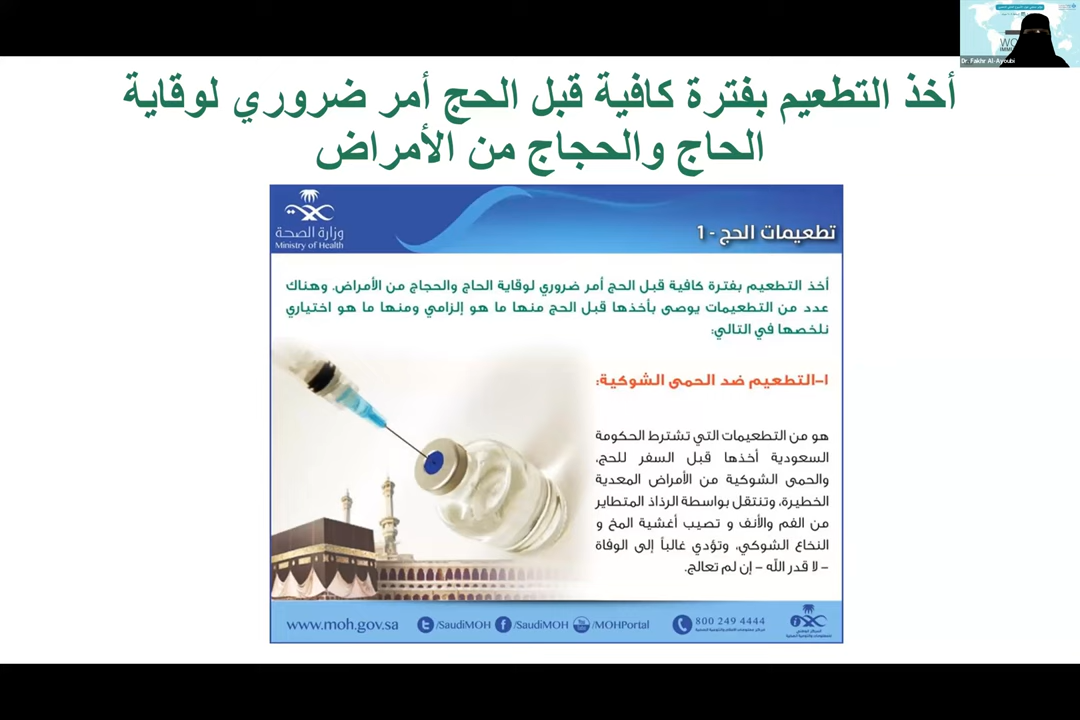 أخذ التطعيم بفترة كافية قبل الحج أمر ضروري لوقاية
الحاج والحجاج من الأمراض
Dr. Fakhr Al-Ayoubi
وزارة الصحة
Ministry of Health
تطعيمات الحج - 1
أخذ التطعيم بفترة كافية قبل الحج أمر ضروري لوقاية الحاج والحجاج من الأمراض. وهناك
عدد من التطعيمات يوصى بأخذها قبل الحج منها ما هو إلزامي ومنها ما هو اختياري
نلخصها في التالي:
١-التطعيم ضد الحمى الشوكية:
هو من التطعيمات التي تشترط الحكومة
السعودية أخذها قبل السفر للحج،
والحمى الشوكية من الأمراض المعدية
الخطيرة، وتنتقل بواسطة الرذاذ المتطاير
من الفم والأنف و تصيب أغشية المخ و
النخاع الشوكي، وتؤدي غالباً إلى الوفاة
– لا قدر الله – إن لم تعالج.
www.moh.gov.sa
/SaudiMOH
/SaudiMOH
/MOHPortal
800 249 4444